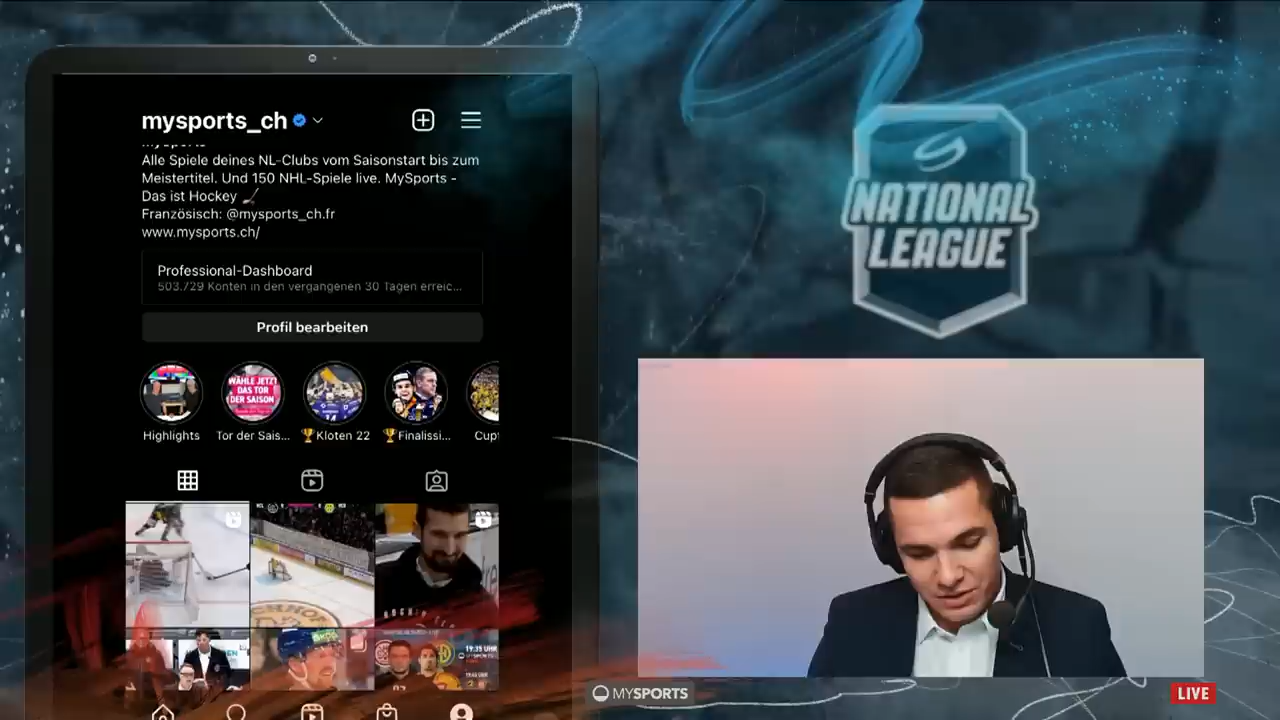 mysports_ch
Alle Spiele deines NL-Clubs vom Saisonstart bis zum
Meistertitel. Und 150 NHL-Spiele live. MySports -
Das ist Hockey
Französisch: @mysports_ch.fr
www.mysports.ch/
Professional-Dashboard
503.729 Konten in den vergangenen 30 Tagen erreic...
Profil bearbeiten
WÄHLE JETZT
DAS TOR
DER SAISON
Highlights
Tor der Sais...
Kloten 22
Finalissi...
Cup
19:35 UHR
NATIONAL
LEAGUE
MYSPORTS
LIVE